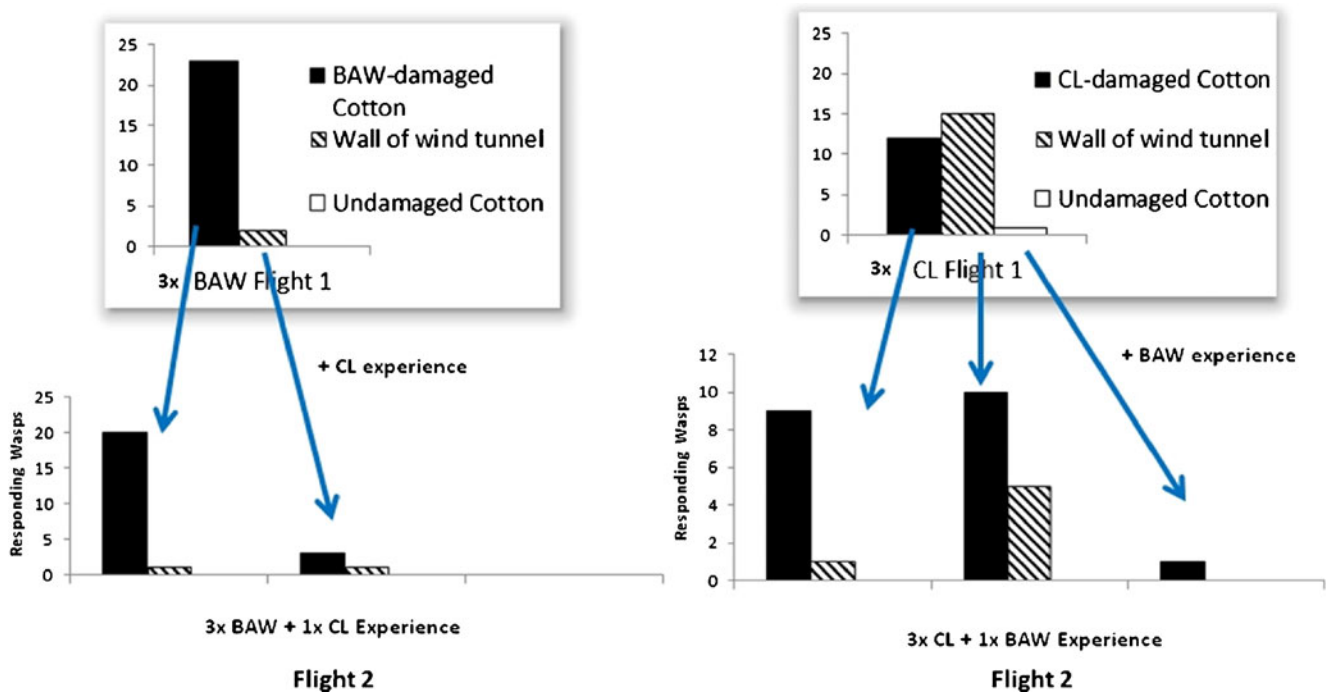 25
20
15
10
5
0
BAW-damaged
Cotton
Wall of wind tunnel
Undamaged Cotton
3x BAW Flight 1
25
20
15
10
5
0
CL-damaged Cotton
Wall of wind tunnel
Undamaged Cotton
3x CL Flight 1
+ CL experience
Responding Wasps
25
20
15
10
5
0
3x BAW + 1x CL Experience
Flight 2
+ BAW experience
Responding Wasps
12
10
8
6
4
2
0
3x CL + 1x BAW Experience
Flight 2